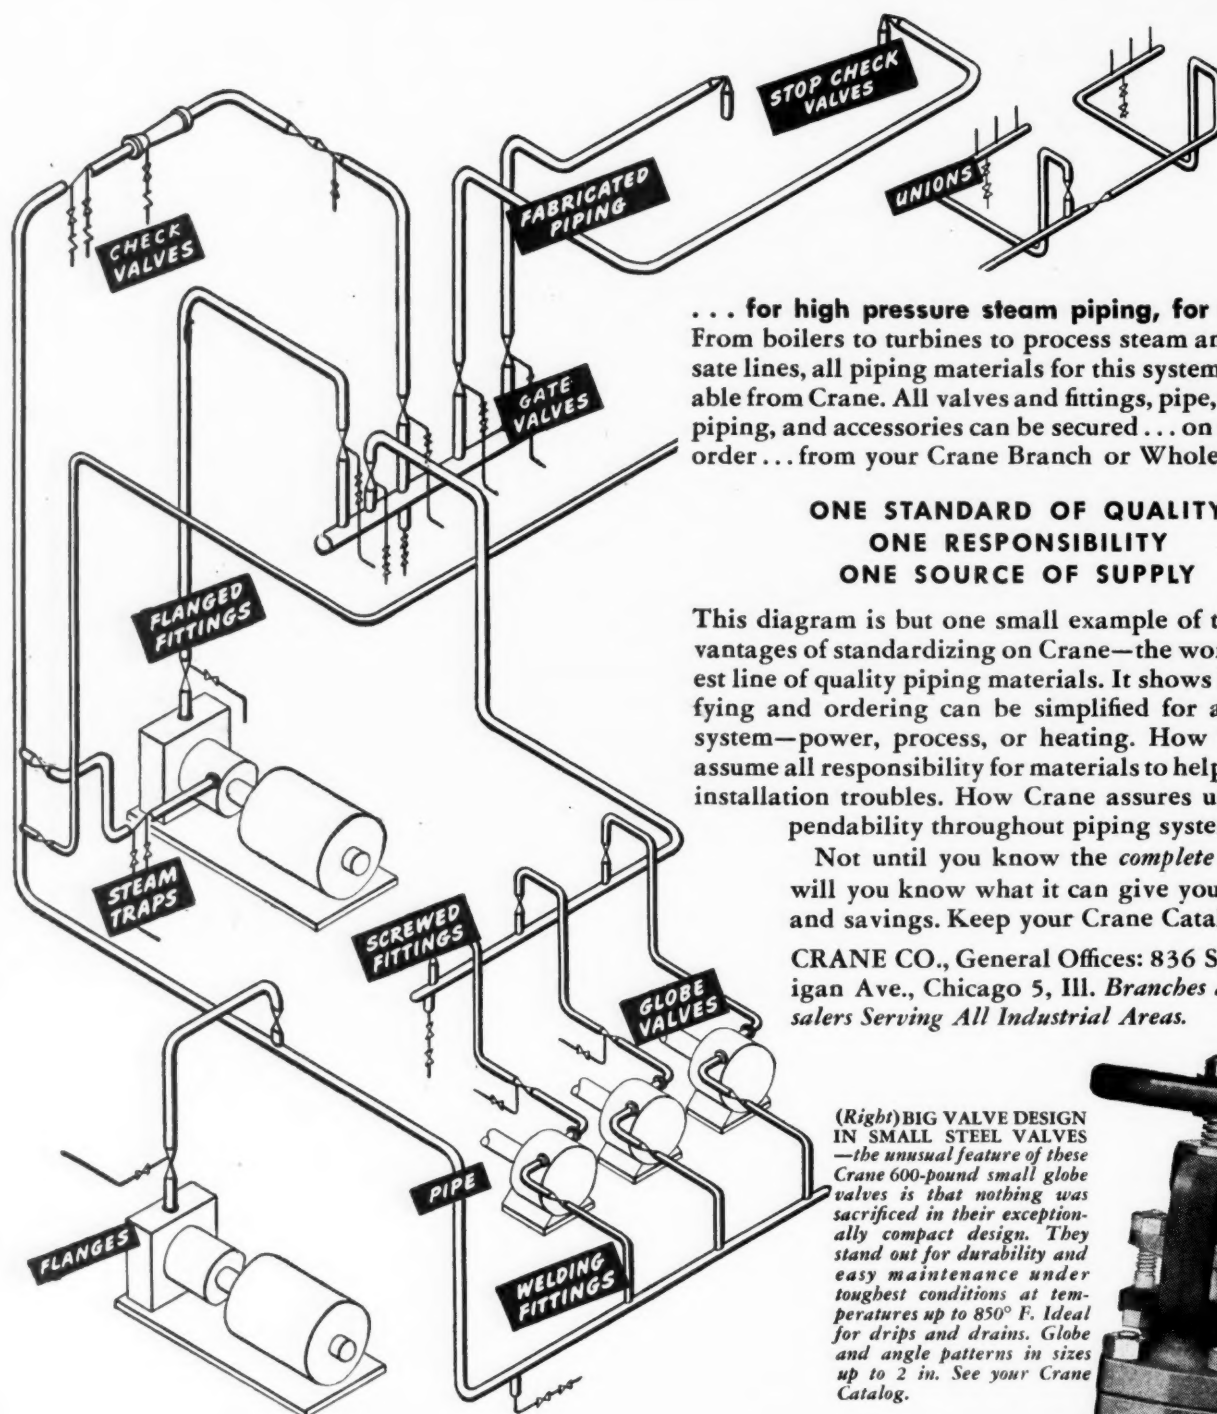 STOP CHECK
VALVES
CHECK
VALVES
FABRICATED
PIPING
UNIONS
GATE
VALVES
FLANGED
FITTINGS
STEAM
TRAPS
SCREWED
FITTINGS
GLOBE
VALVES
PIPE
FLANGES
WELDING
FITTINGS
... for high pressure steam piping, for
From boilers to turbines to process steam an
sate lines, all piping materials for this system
able from Crane. All valves and fittings, pipe,
piping, and accessories can be secured ... on
order ... from your Crane Branch or Whole
ONE STANDARD OF QUALITY
ONE RESPONSIBILITY
ONE SOURCE OF SUPPLY
This diagram is but one small example of t
vantages of standardizing on Crane—the wor
est line of quality piping materials. It shows
fying and ordering can be simplified for a
system—power, process, or heating. How
assume all responsibility for materials to help
installation troubles. How Crane assures u
pendability throughout piping syste
Not until you know the complete
will you know what it can give you
and savings. Keep your Crane Cata
CRANE CO., General Offices: 836 S
igan Ave., Chicago 5, Ill. Branches
salers Serving All Industrial Areas.
(Right) BIG VALVE DESIGN
IN SMALL STEEL VALVES
—the unusual feature of these
Crane 600-pound small globe
valves is that nothing was
sacrificed in their exception-
ally compact design. They
stand out for durability and
easy maintenance under
toughest conditions at tem-
peratures up to 850° F. Ideal
for drips and drains. Globe
and angle patterns in sizes
up to 2 in. See your Crane
Catalog.